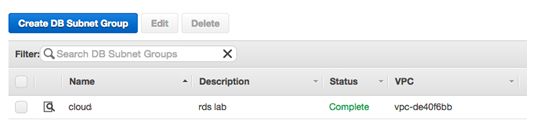 Create DB Subnet Group Edit Delete
Filter: Search DB Subnet Groups
Name Description Status VPC
cloud rds lab Complete vpc-de40f6bb